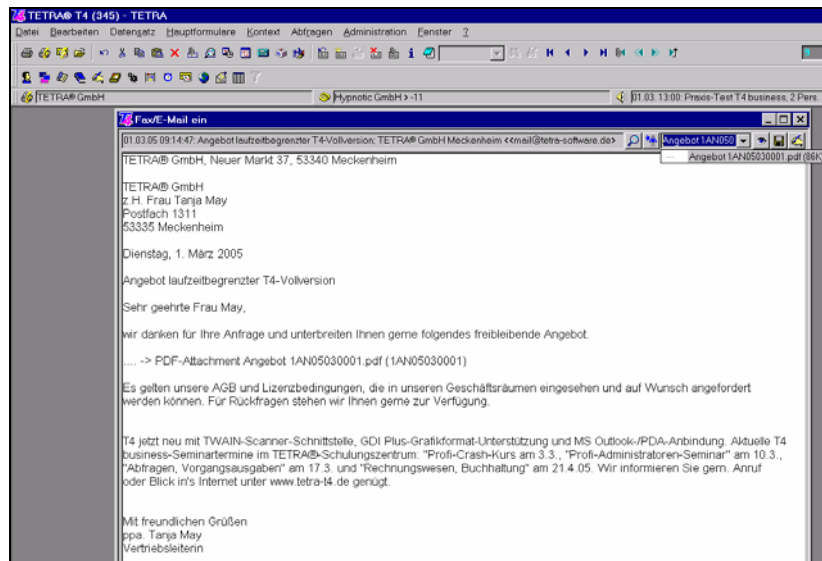 TETRA® T4 (345) - TETRA
Datei Bearbeiten Datensatz Hauptformulare Kontext Abfragen Administration Fenster ?
TETRA® GmbH Hypnotic GmbH > -11 01.03. 13:00: Praxis-Test T4 business, 2 Pers.
Fax/E-Mail ein
01.03.05 09:14:47: Angebot laufzeitbegrenzter T4-Vollversion: TETRA® GmbH Meckenheim <<mail@tetra-software.de> Angebot 1AN050
Angebot 1AN05030001.pdf (86K)
TETRA® GmbH, Neuer Markt 37, 53340 Meckenheim
TETRA® GmbH
z.H. Frau Tanja May
Postfach 1311
53335 Meckenheim
Dienstag, 1. März 2005
Angebot laufzeitbegrenzter T4-Vollversion
Sehr geehrte Frau May,
wir danken für Ihre Anfrage und unterbreiten Ihnen gerne folgendes freibleibende Angebot.
.... -> PDF-Attachment Angebot 1AN05030001.pdf (1AN05030001)
Es gelten unsere AGB und Lizenzbedingungen, die in unseren Geschäftsräumen eingesehen und auf Wunsch angefordert
werden können. Für Rückfragen stehen wir Ihnen gerne zur Verfügung.
T4 jetzt neu mit TWAIN-Scanner-Schnittstelle, GDI Plus-Grafikformat-Unterstützung und MS Outlook-/PDA-Anbindung. Aktuelle T4
business-Seminartermine im TETRA®-Schulungszentrum: "Profi-Crash-Kurs am 3.3., "Profi-Administratoren-Seminar" am 10.3.,
"Abfragen, Vorgangsausgaben" am 17.3. und "Rechnungswesen, Buchhaltung" am 21.4.05. Wir informieren Sie gern. Anruf
oder Blick in's Internet unter www.tetra-t4.de genügt.
Mit freundlichen Grüßen
ppa. Tanja May
Vertriebsleiterin